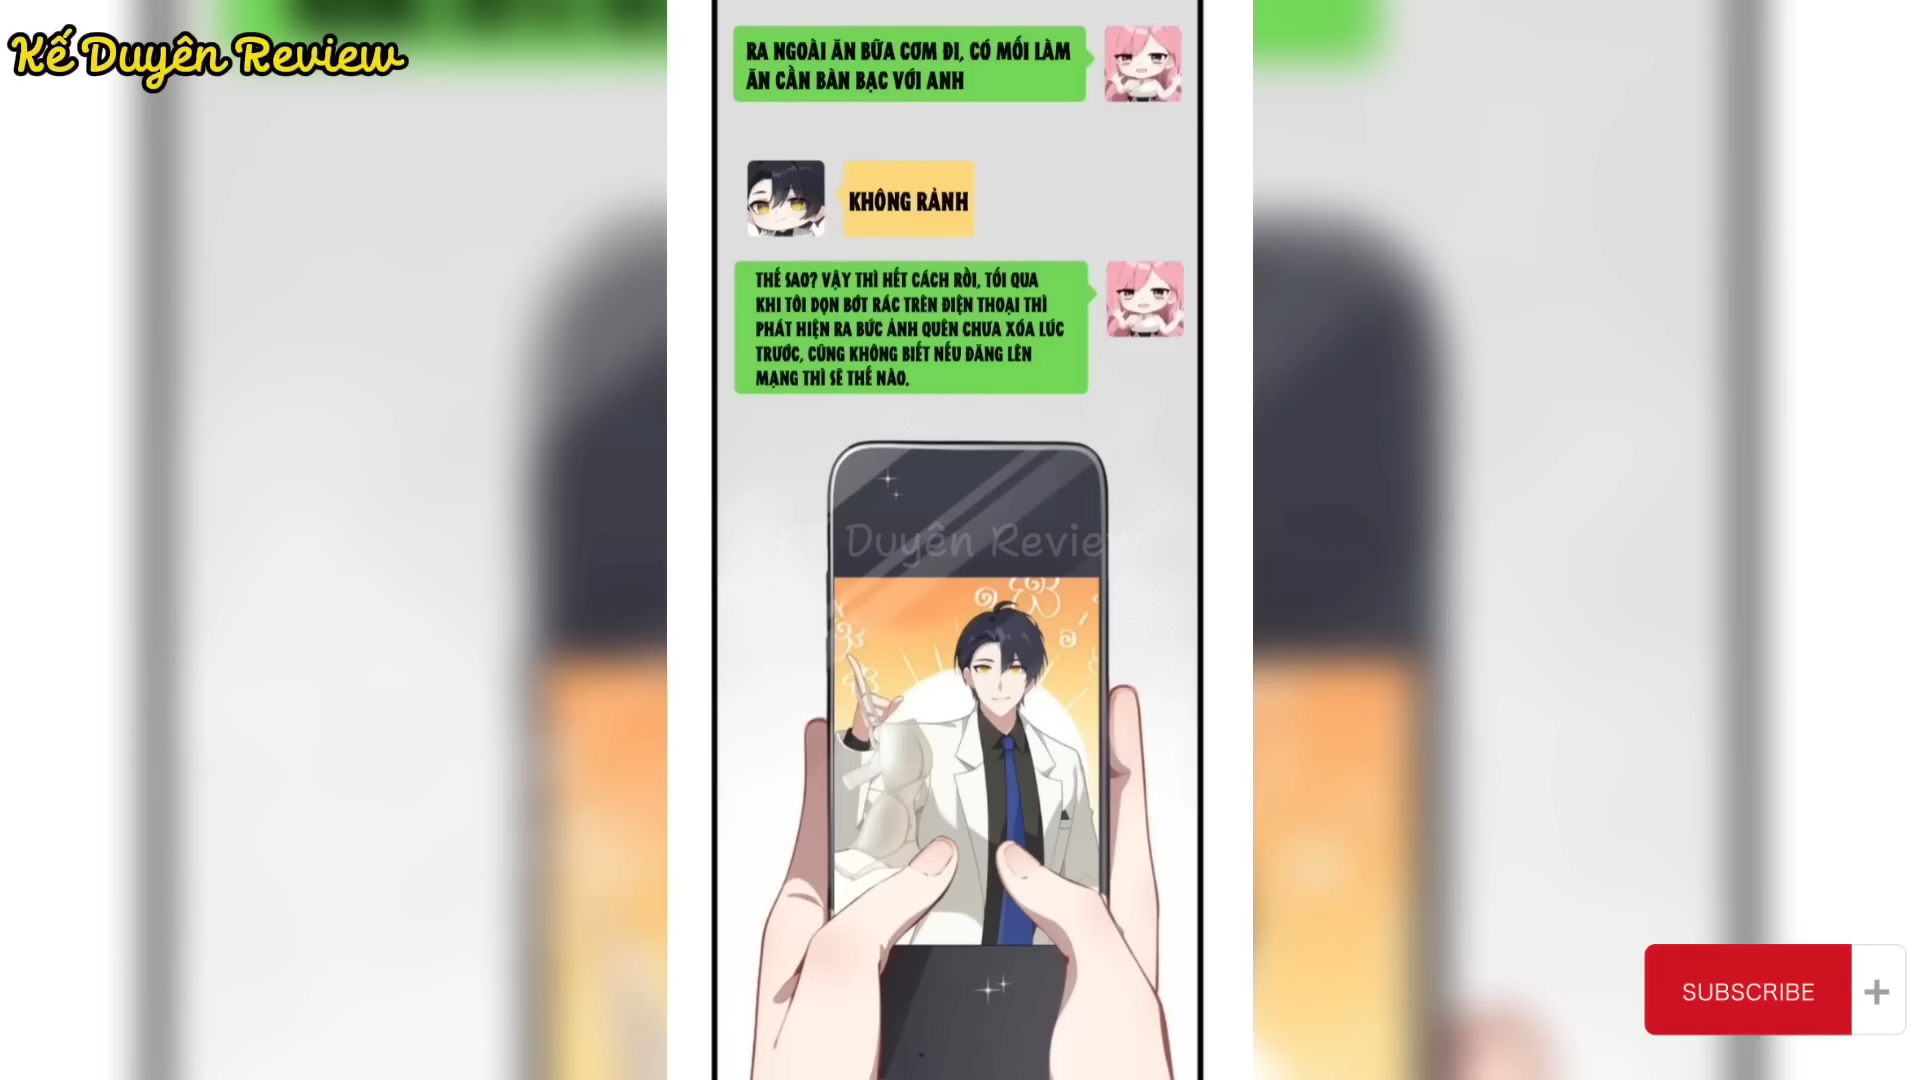 Kế Duyên Review
RA NGOÀI ĂN BỮA CƠM ĐI, CÓ MỐI LÀM
ĂN CẦN BÀN BẠC VỚI ANH
KHÔNG RẢNH
THẾ SAO? VẬY THÌ HẾT CÁCH RỒI, TỐI QUA
KHI TÔI DỌN BỚT RÁC TRÊN ĐIỆN THOẠI THÌ
PHÁT HIỆN RA BỨC ẢNH QUÊN CHƯA XÓA LÚC
TRƯỚC, CŨNG KHÔNG BIẾT NẾU ĐĂNG LÊN
MẠNG THÌ SẼ THẾ NÀO.
Kế Duyên Review
SUBSCRIBE